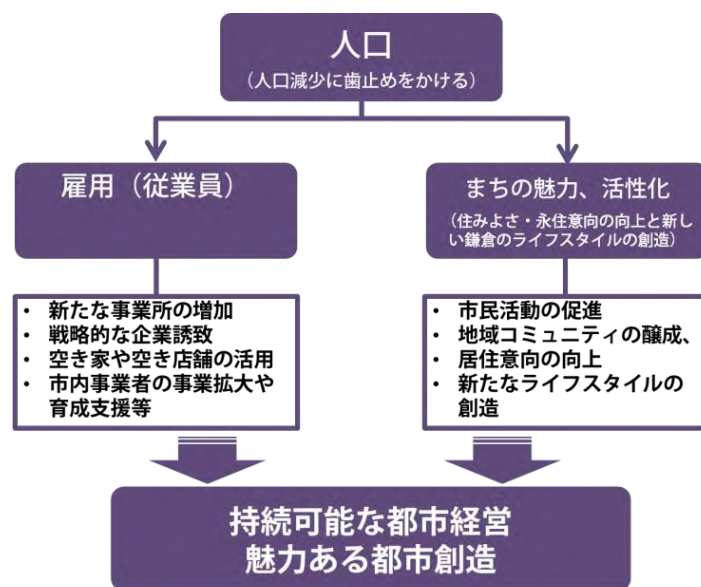 人口
（人口減少に歯止めをかける）
雇用（従業員）
まちの魅力、活性化
（住みよさ・永住意向の向上と新し
い鎌倉のライフスタイルの創造）
• 新たな事業所の増加
• 戦略的な企業誘致
• 空き家や空き店舗の活用
• 市内事業者の事業拡大や
育成支援等
• 市民活動の促進
• 地域コミュニティの醸成、
• 居住意向の向上
• 新たなライフスタイルの
創造
持続可能な都市経営
魅力ある都市創造